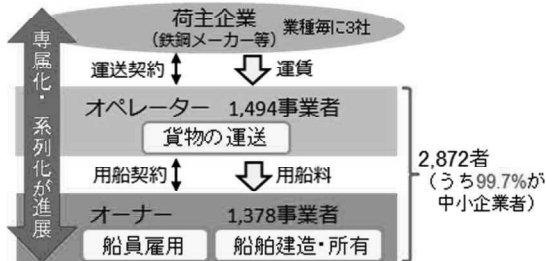 専属化・系列化が進展
荷主企業
(鉄鋼メーカー等)
業種毎に3社
運送契約
運賃
オペレーター 1,494事業者
貨物の運送
用船契約
用船料
オーナー 1,378事業者
船員雇用
船舶建造・所有
2,872者
(うち99.7%が
中小企業者)